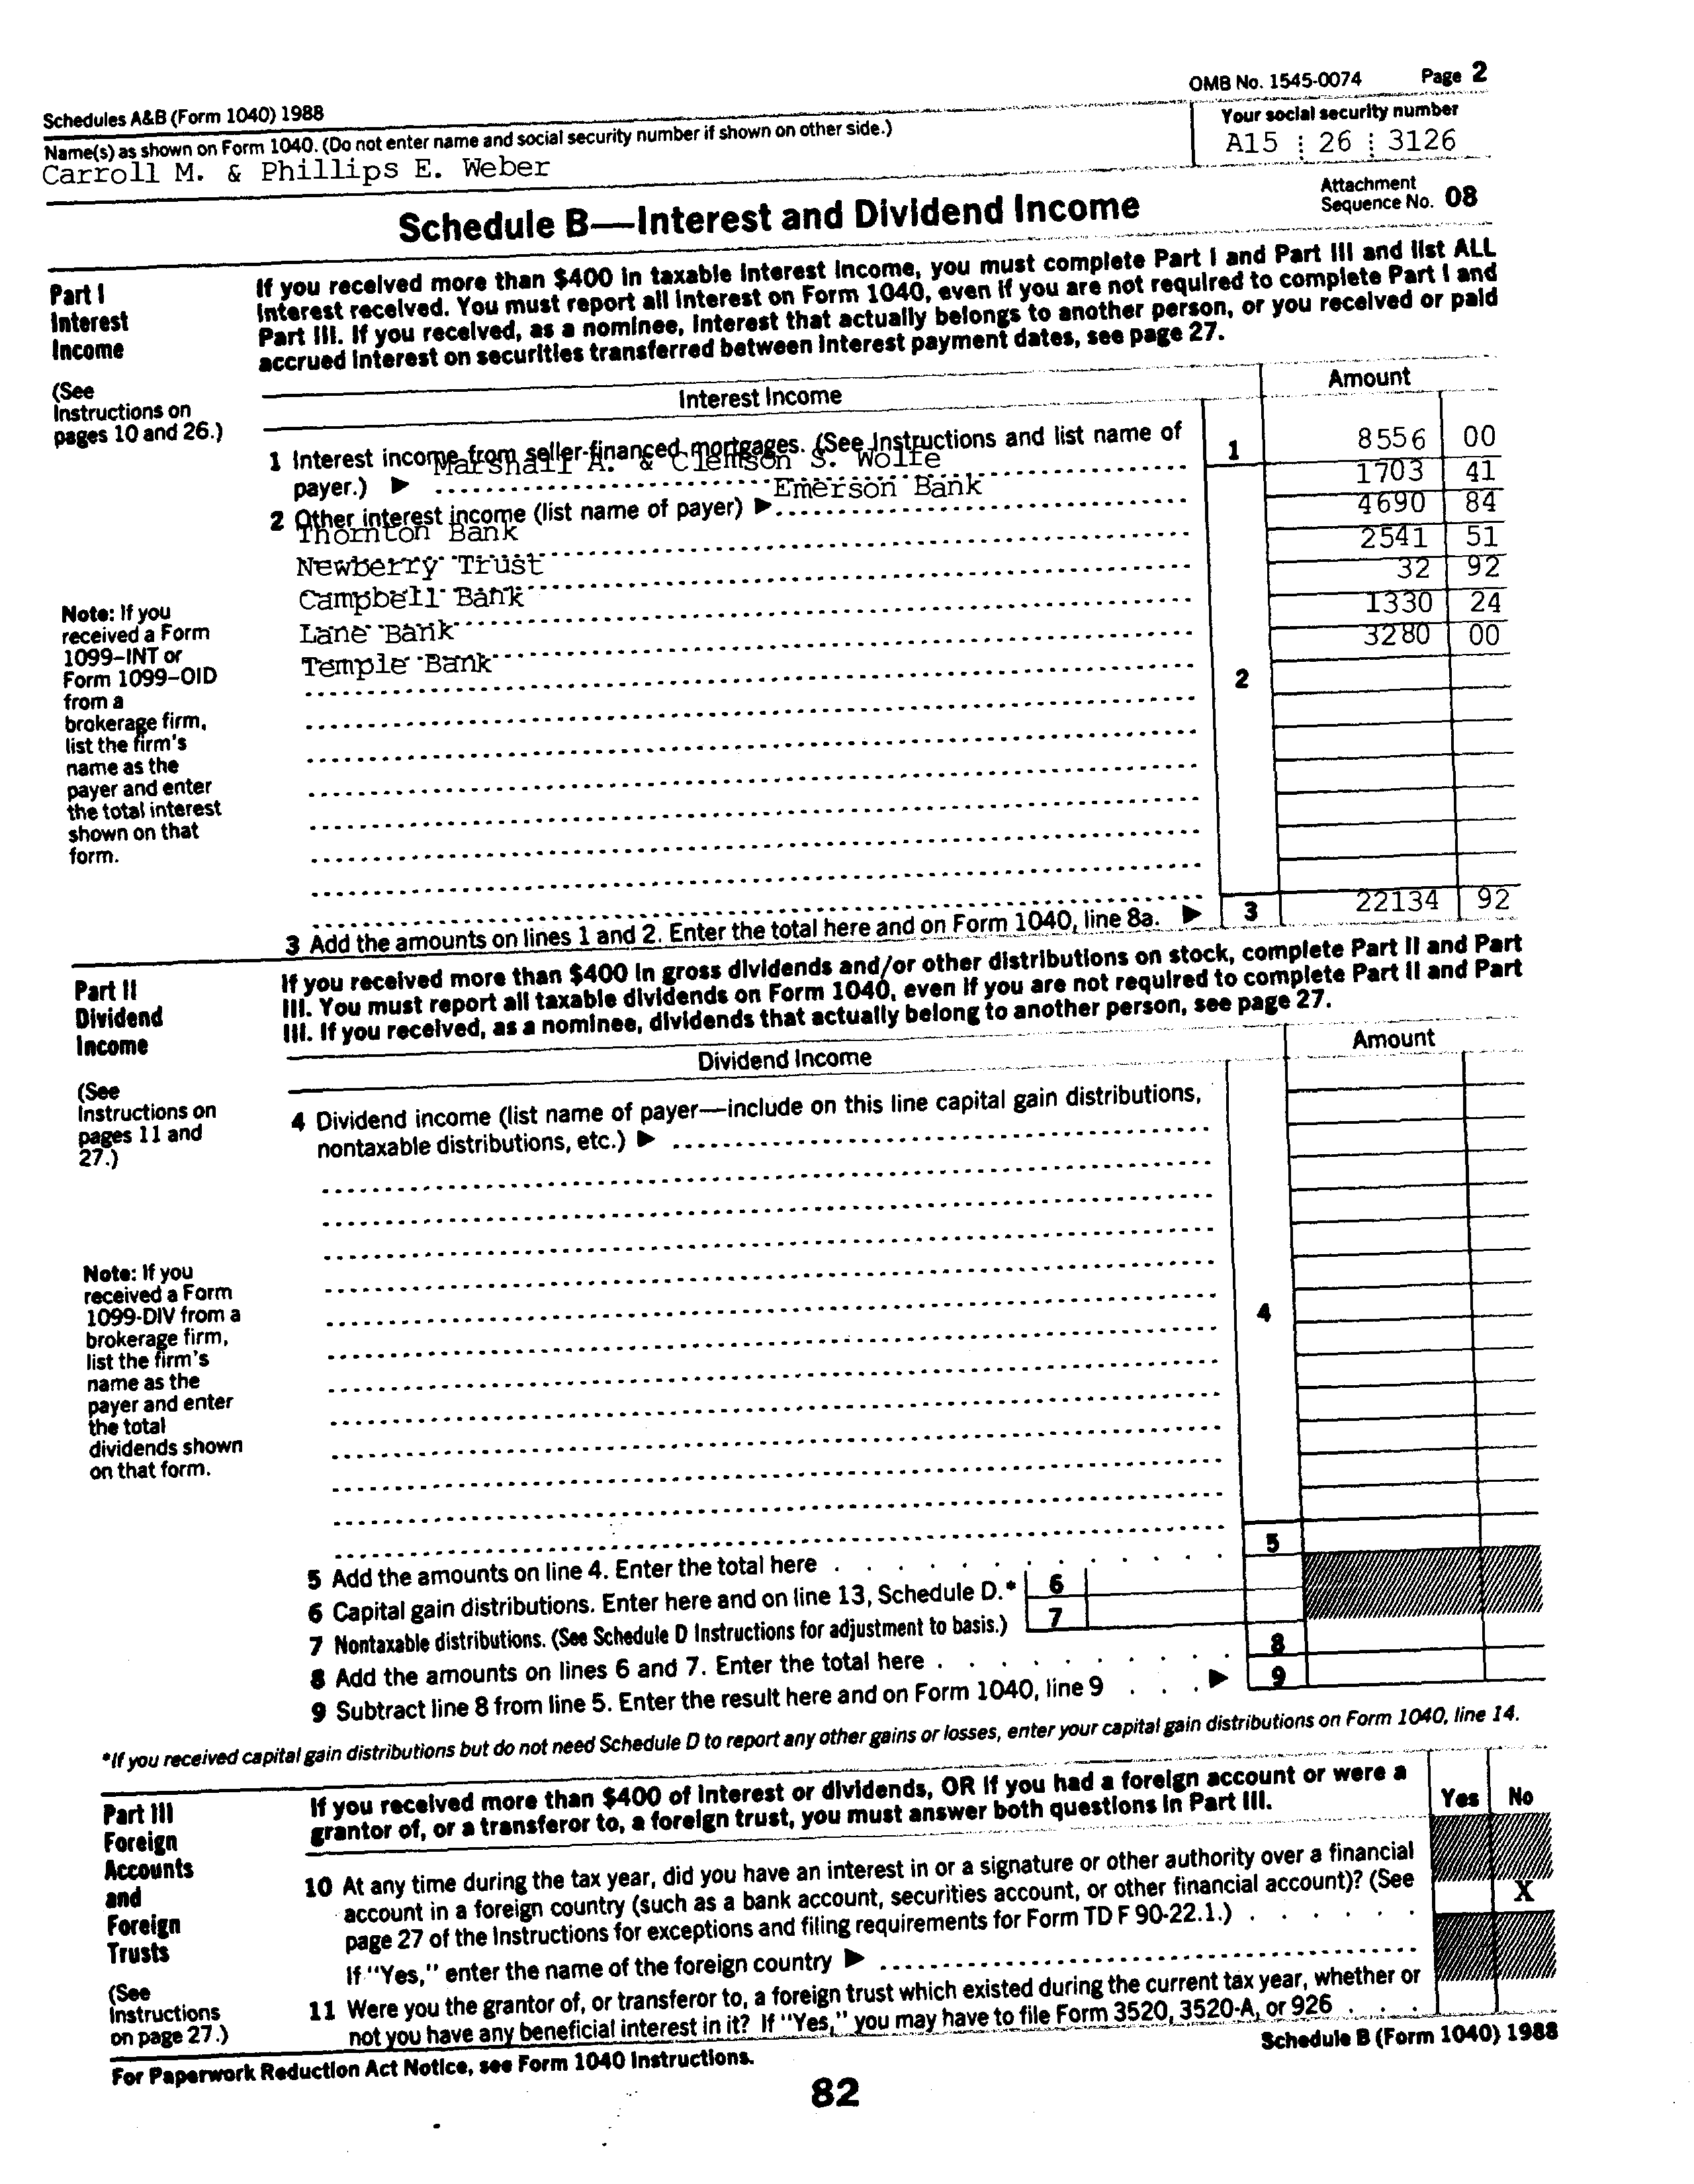 OMB No. 1545-0074 Page 2
Schedules A&B (Form 1040) 1988
Name(s) as shown on Form 1040. (Do not enter name and social security number if shown on other side.)
Your social security number
Carroll M. & Phillips E. Weber
A15 26 3126
Schedule B—Interest and Dividend Income
Attachment
Sequence No. 08
Part I
Interest
Income
(See
Instructions on
pages 10 and 26.)
If you received more than $400 in taxable interest income, you must complete Part I and Part III and list ALL
interest received. You must report all interest on Form 1040, even if you are not required to complete Part I and
Part III. If you received, as a nominee, interest that actually belongs to another person, or you received or paid
accrued interest on securities transferred between interest payment dates, see page 27.
Interest Income
Amount
1 Interest income from seller-financed mortgages. (See Instructions and list name of
payer.) ▶ Marshall A. & Clemson S. Wolfe
1 8556 00
2 Other interest income (list name of payer) ▶ Emerson Bank
1703 41
Thornton Bank
4690 84
Newberry Trust
2541 51
Campbell Bank
32 92
Lane Bank
1330 24
Temple Bank
3280 00
2
Note: If you
received a Form
1099–INT or
Form 1099–OID
from a
brokerage firm,
list the firm's
name as the
payer and enter
the total interest
shown on that
form.
3 Add the amounts on lines 1 and 2. Enter the total here and on Form 1040, line 8a. ▶ 3 22134 92
Part II
Dividend
Income
(See
Instructions on
pages 11 and
27.)
If you received more than $400 in gross dividends and/or other distributions on stock, complete Part II and Part
III. You must report all taxable dividends on Form 1040, even if you are not required to complete Part II and Part
III. If you received, as a nominee, dividends that actually belong to another person, see page 27.
Dividend Income
Amount
4 Dividend income (list name of payer—include on this line capital gain distributions,
nontaxable distributions, etc.) ▶
4
Note: If you
received a Form
1099-DIV from a
brokerage firm,
list the firm's
name as the
payer and enter
the total
dividends shown
on that form.
5 Add the amounts on line 4. Enter the total here 5
6 Capital gain distributions. Enter here and on line 13, Schedule D.* 6
7 Nontaxable distributions. (See Schedule D Instructions for adjustment to basis.) 7
8 Add the amounts on lines 6 and 7. Enter the total here 8
9 Subtract line 8 from line 5. Enter the result here and on Form 1040, line 9 ▶ 9
*If you received capital gain distributions but do not need Schedule D to report any other gains or losses, enter your capital gain distributions on Form 1040, line 14.
Part III
Foreign
Accounts
and
Foreign
Trusts
(See
Instructions
on page 27.)
If you received more than $400 of interest or dividends, OR if you had a foreign account or were a
grantor of, or a transferor to, a foreign trust, you must answer both questions in Part III.
Yes No
10 At any time during the tax year, did you have an interest in or a signature or other authority over a financial
account in a foreign country (such as a bank account, securities account, or other financial account)? (See
page 27 of the Instructions for exceptions and filing requirements for Form TD F 90-22.1.) X
If "Yes," enter the name of the foreign country ▶
11 Were you the grantor of, or transferor to, a foreign trust which existed during the current tax year, whether or
not you have any beneficial interest in it? If "Yes," you may have to file Form 3520, 3520-A, or 926
For Paperwork Reduction Act Notice, see Form 1040 Instructions.
Schedule B (Form 1040) 1988
82